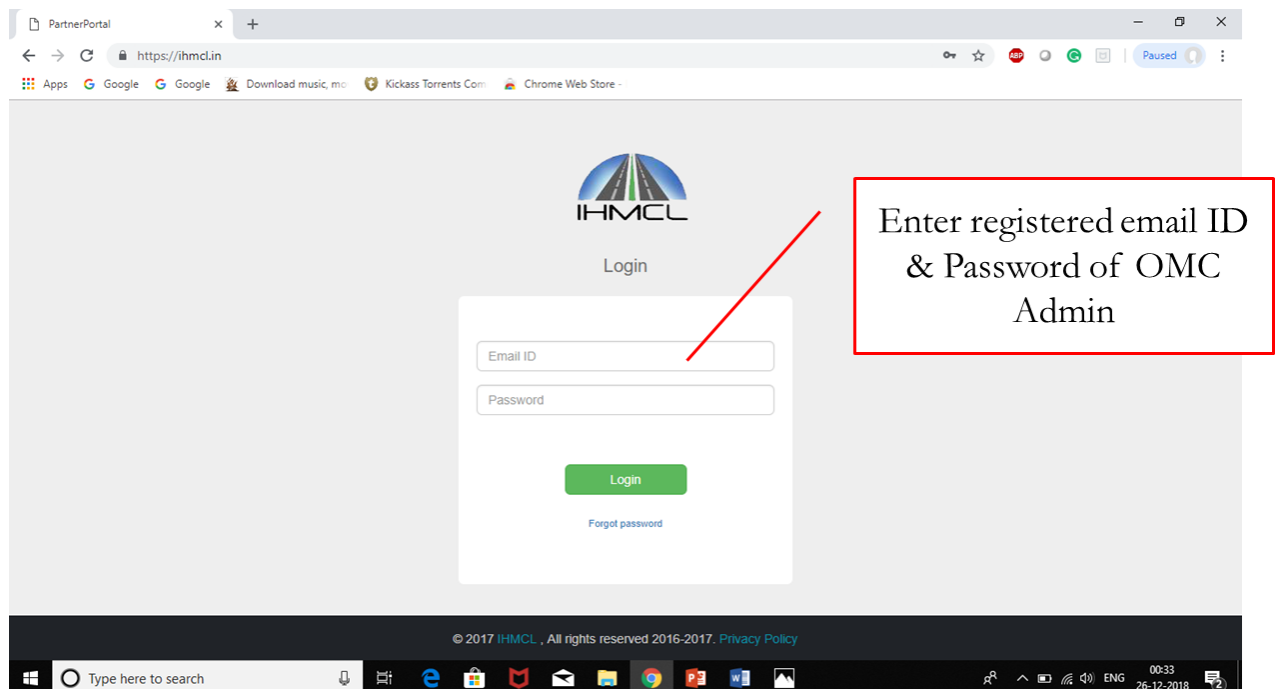 PartnerPortal
https://ihmcl.in
ABP
Paused
Apps
G Google
G Google
Download music, mo
Kickass Torrents Com
Chrome Web Store -
IHMCL
Login
Enter registered email ID
& Password of OMC
Admin
Email ID
Password
Login
Forgot password
© 2017 IHMCL , All rights reserved 2016-2017. Privacy Policy
Type here to search
ENG
00:33
26-12-2018
2